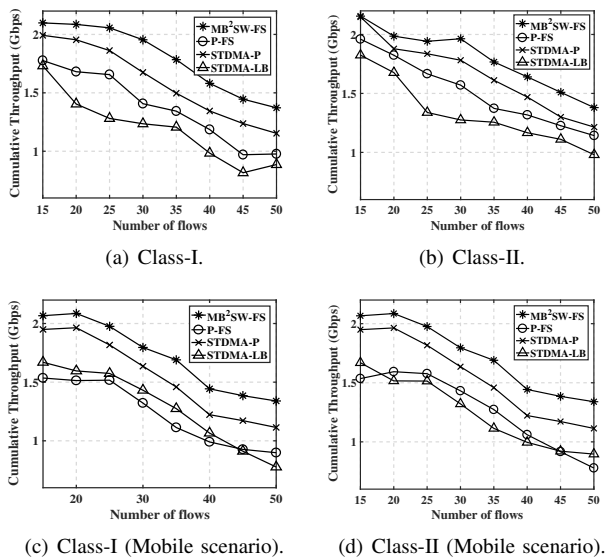 Cumulative Throughput (Gbps)
2
1.5
1
15 20 25 30 35 40 45 50
Number of flows
MB²SW-FS
P-FS
STDMA-P
STDMA-LB
(a) Class-I.
Cumulative Throughput (Gbps)
2
1.5
1
15 20 25 30 35 40 45 50
Number of flows
MB²SW-FS
P-FS
STDMA-P
STDMA-LB
(b) Class-II.
Cumulative Throughput (Gbps)
2
1.5
1
20 30 40 50
Number of flows
MB²SW-FS
P-FS
STDMA-P
STDMA-LB
(c) Class-I (Mobile scenario).
Cumulative Throughput (Gbps)
2
1.5
1
15 20 25 30 35 40 45 50
Number of flows
MB²SW-FS
P-FS
STDMA-P
STDMA-LB
(d) Class-II (Mobile scenario).